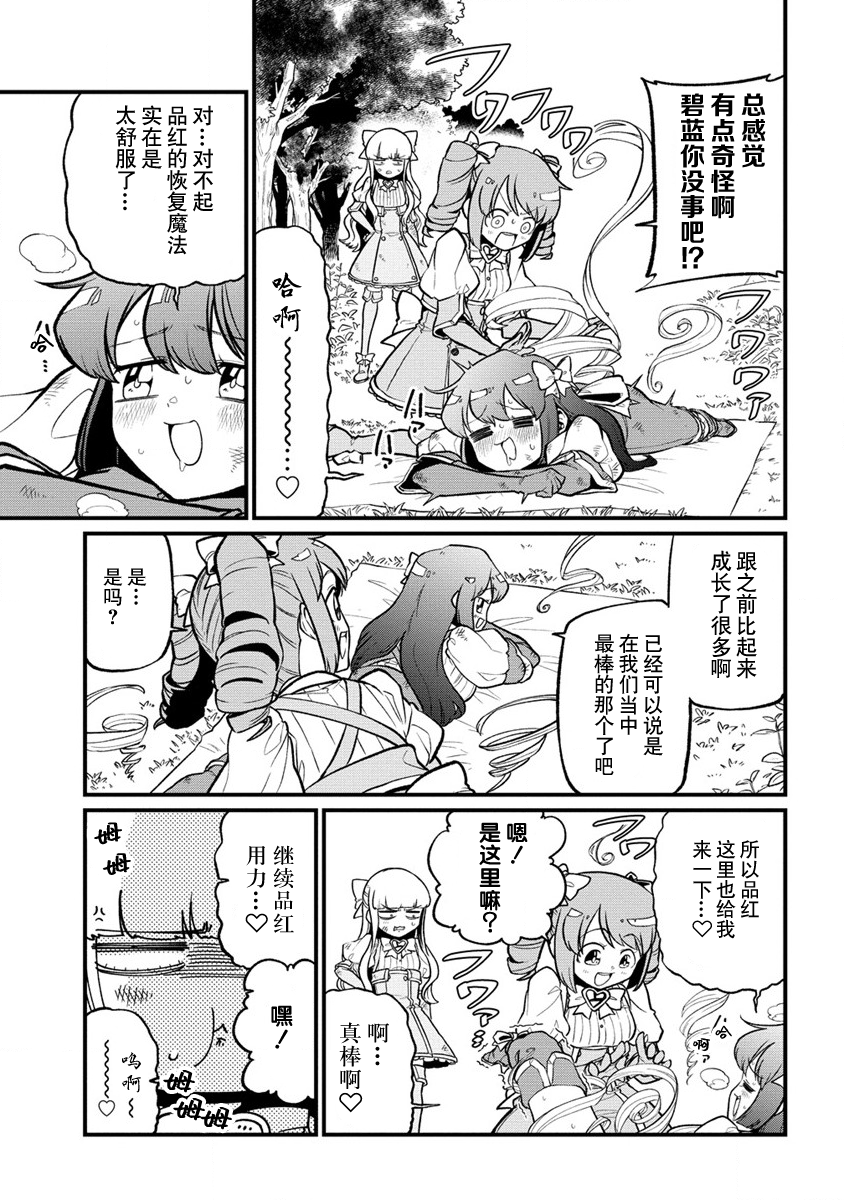 总感觉
有点奇怪啊
碧蓝你没事吧!?
フワ
フワァ
フワ
フワァ
哈啊～～～…♡
对…对不起
品红的恢复魔法
实在是
太舒服了…
哈…
跟之前比起来
成长了很多啊
已经可以说是
在我们当中
最棒的那个了吧
是…
是吗？
所以品红
这里也给我
来一下…♡
嗯！
是这里嘛？
フワ
フワァ
哈
啊？
啊…
真棒啊♡
继续品红
用力…♡
姆
姆
嘿！
姆
姆
姆
呜啊～
～～♡